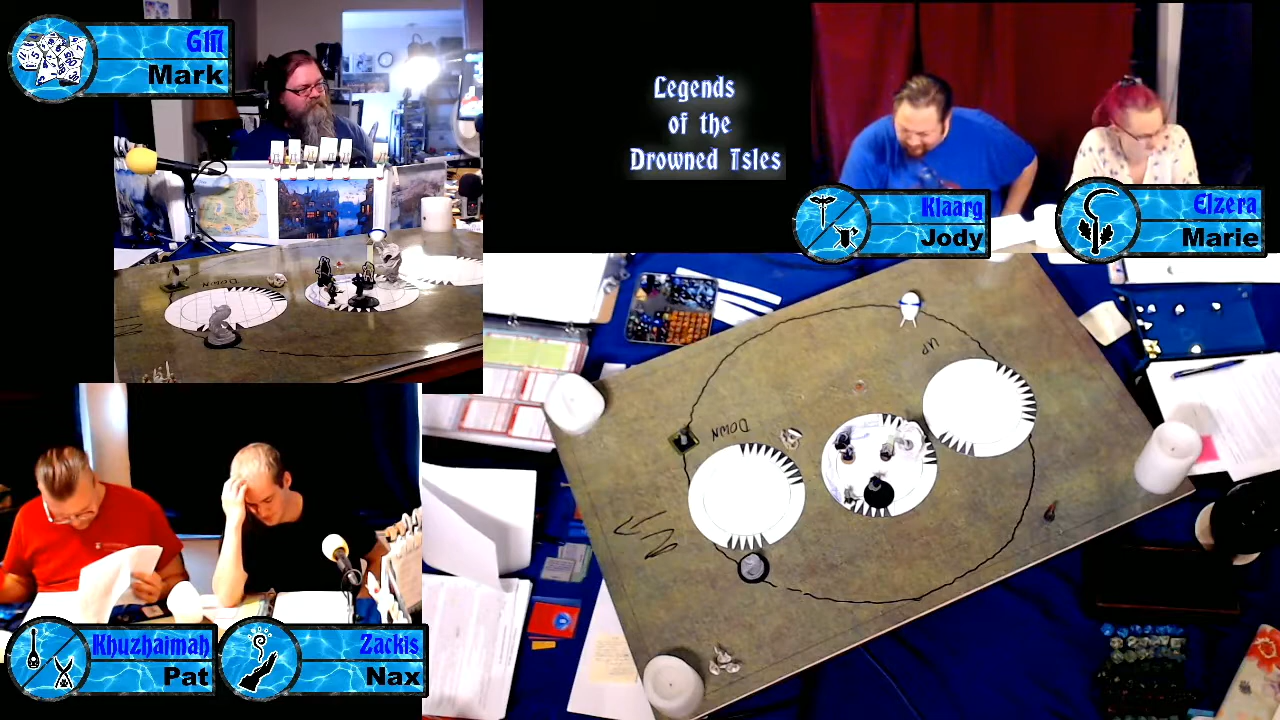 GM
Mark
Legends
of the
Drowned Isles
Klaarg
Jody
Elzera
Marie
DOWN
UP
DOWN
Khuzhaimah
Pat
Zackis
Nax